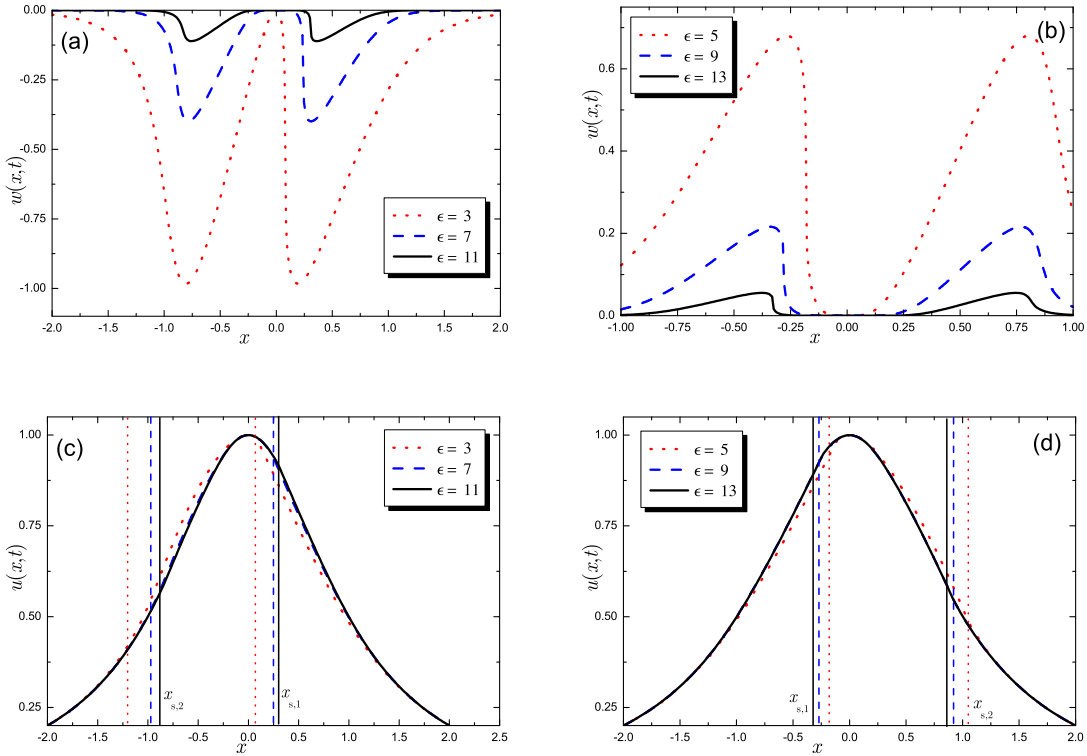 (a)
w(x,t)
0.00
-0.25
-0.50
-0.75
-1.00
ϵ = 3
ϵ = 7
ϵ = 11
-2.0 -1.5 -1.0 -0.5 0.0 0.5 1.0 1.5 2.0
x
(b)
w(x,t)
0.6
0.4
0.2
0.0
ϵ = 5
ϵ = 9
ϵ = 13
-1.00 -0.75 -0.50 -0.25 0.00 0.25 0.50 0.75 1.00
x
(c)
u(x,t)
1.00
0.75
0.50
0.25
ϵ = 3
ϵ = 7
ϵ = 11
x s,2
x s,1
-2.0 -1.5 -1.0 -0.5 0.0 0.5 1.0 1.5 2.0 2.5
x
(d)
u(x,t)
1.00
0.75
0.50
0.25
ϵ = 5
ϵ = 9
ϵ = 13
x s,1
x s,2
-2.0 -1.5 -1.0 -0.5 0.0 0.5 1.0 1.5 2.0
x